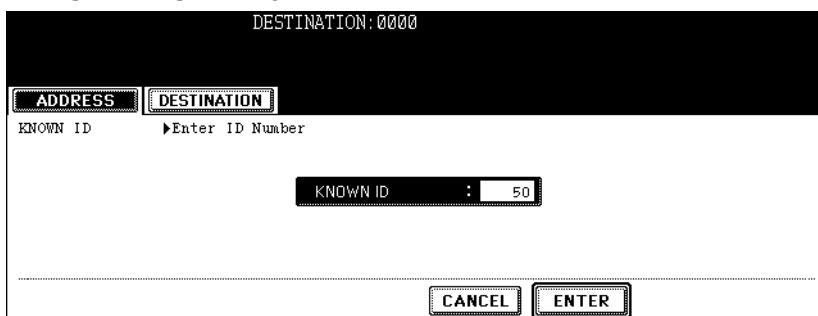 DESTINATION:0000
ADDRESS DESTINATION
KNOWN ID ▶Enter ID Number
KNOWN ID : 50
CANCEL ENTER